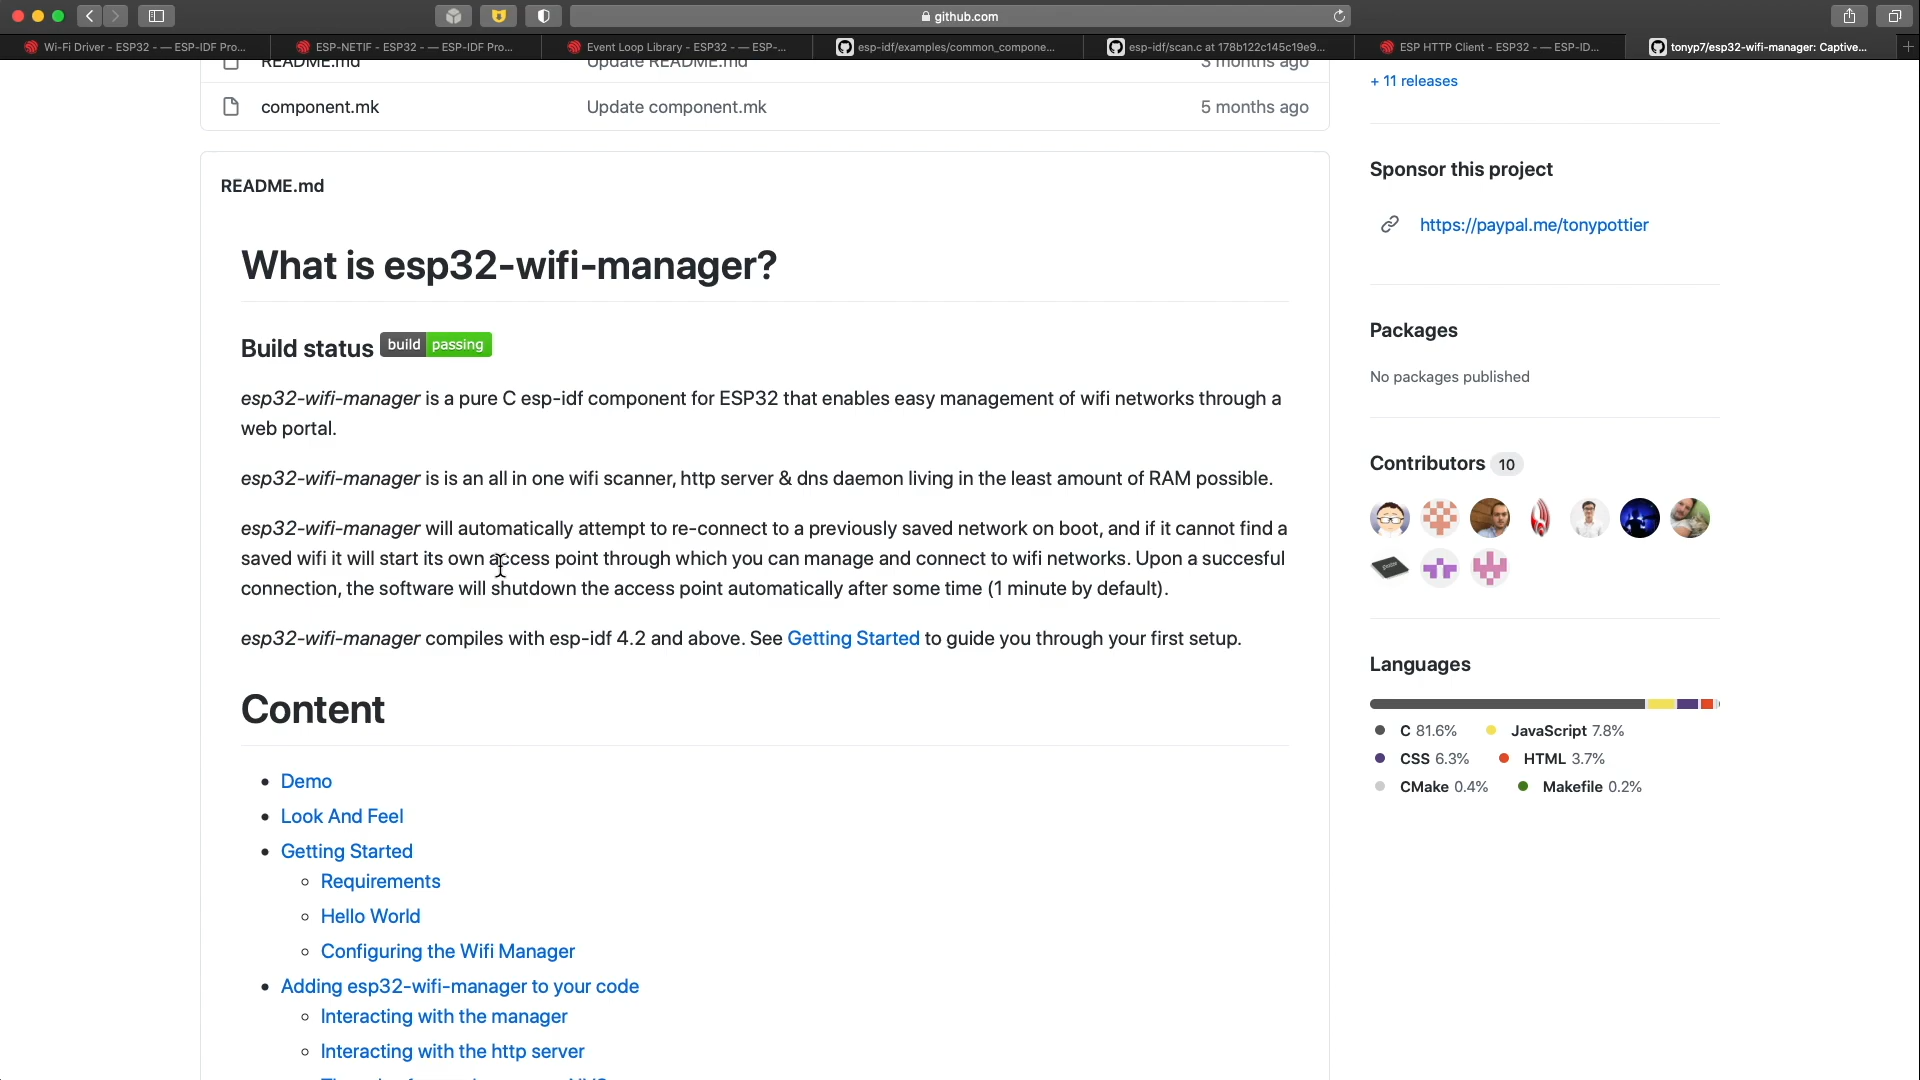 github.com
Wi-Fi Driver - ESP32 - — ESP-IDF Pro...
ESP-NETIF - ESP32 - — ESP-IDF Pro...
Event Loop Library - ESP32 - — ESP-...
esp-idf/examples/common_compone...
esp-idf/scan.c at 178b122c145c19e9...
ESP HTTP Client - ESP32 - — ESP-ID...
tonyp7/esp32-wifi-manager: Captive...
README.md Update README.md 3 months ago
component.mk Update component.mk 5 months ago
README.md
What is esp32-wifi-manager?
Build status build passing
esp32-wifi-manager is a pure C esp-idf component for ESP32 that enables easy management of wifi networks through a
web portal.
esp32-wifi-manager is is an all in one wifi scanner, http server & dns daemon living in the least amount of RAM possible.
esp32-wifi-manager will automatically attempt to re-connect to a previously saved network on boot, and if it cannot find a
saved wifi it will start its own access point through which you can manage and connect to wifi networks. Upon a succesful
connection, the software will shutdown the access point automatically after some time (1 minute by default).
esp32-wifi-manager compiles with esp-idf 4.2 and above. See Getting Started to guide you through your first setup.
Content
Demo
Look And Feel
Getting Started
Requirements
Hello World
Configuring the Wifi Manager
Adding esp32-wifi-manager to your code
Interacting with the manager
Interacting with the http server
+ 11 releases
Sponsor this project
https://paypal.me/tonypottier
Packages
No packages published
Contributors 10
Languages
C 81.6% JavaScript 7.8%
CSS 6.3% HTML 3.7%
CMake 0.4% Makefile 0.2%